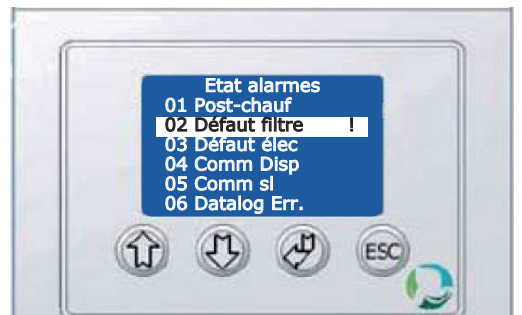 Etat alarmes
01 Post-chauf
02 Défaut filtre !
03 Défaut élec
04 Comm Disp
05 Comm sl
06 Datalog Err.
ESC